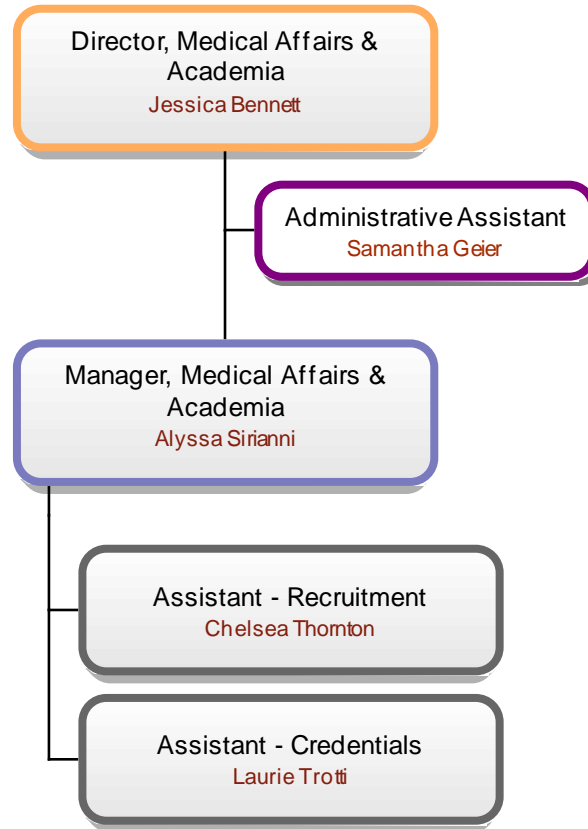 Director, Medical Affairs &
Academia
Jessica Bennett
Administrative Assistant
Samantha Geier
Manager, Medical Affairs &
Academia
Alyssa Sirianni
Assistant - Recruitment
Chelsea Thornton
Assistant - Credentials
Laurie Trotti